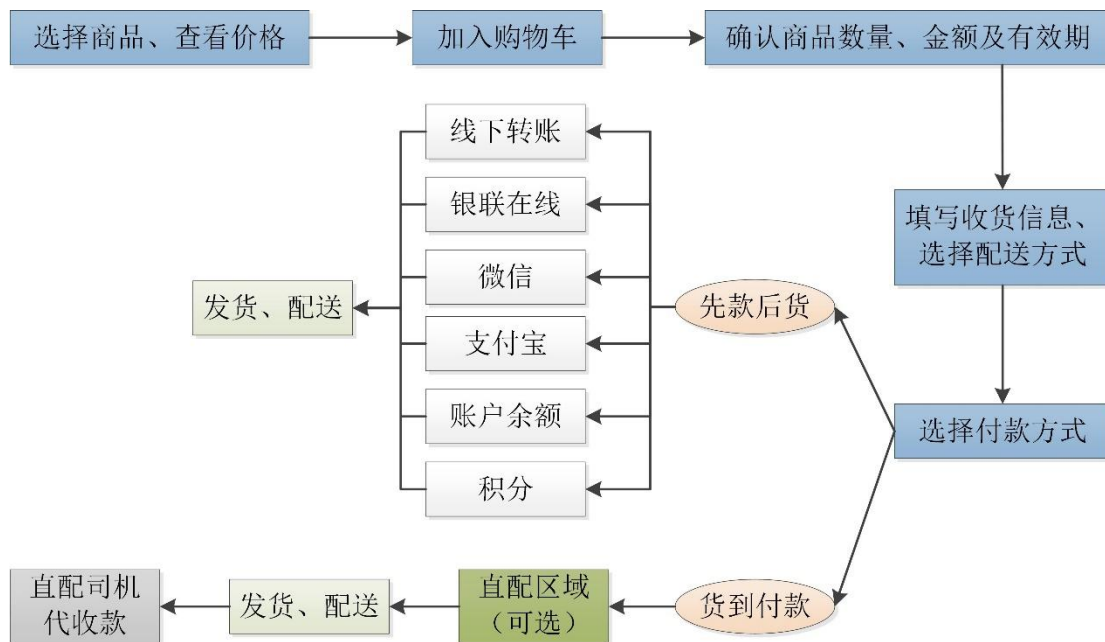 选择商品、查看价格
加入购物车
确认商品数量、金额及有效期
线下转账
银联在线
微信
支付宝
账户余额
积分
填写收货信息、
选择配送方式
发货、配送
先款后货
选择付款方式
直配司机
代收款
发货、配送
直配区域
（可选）
货到付款